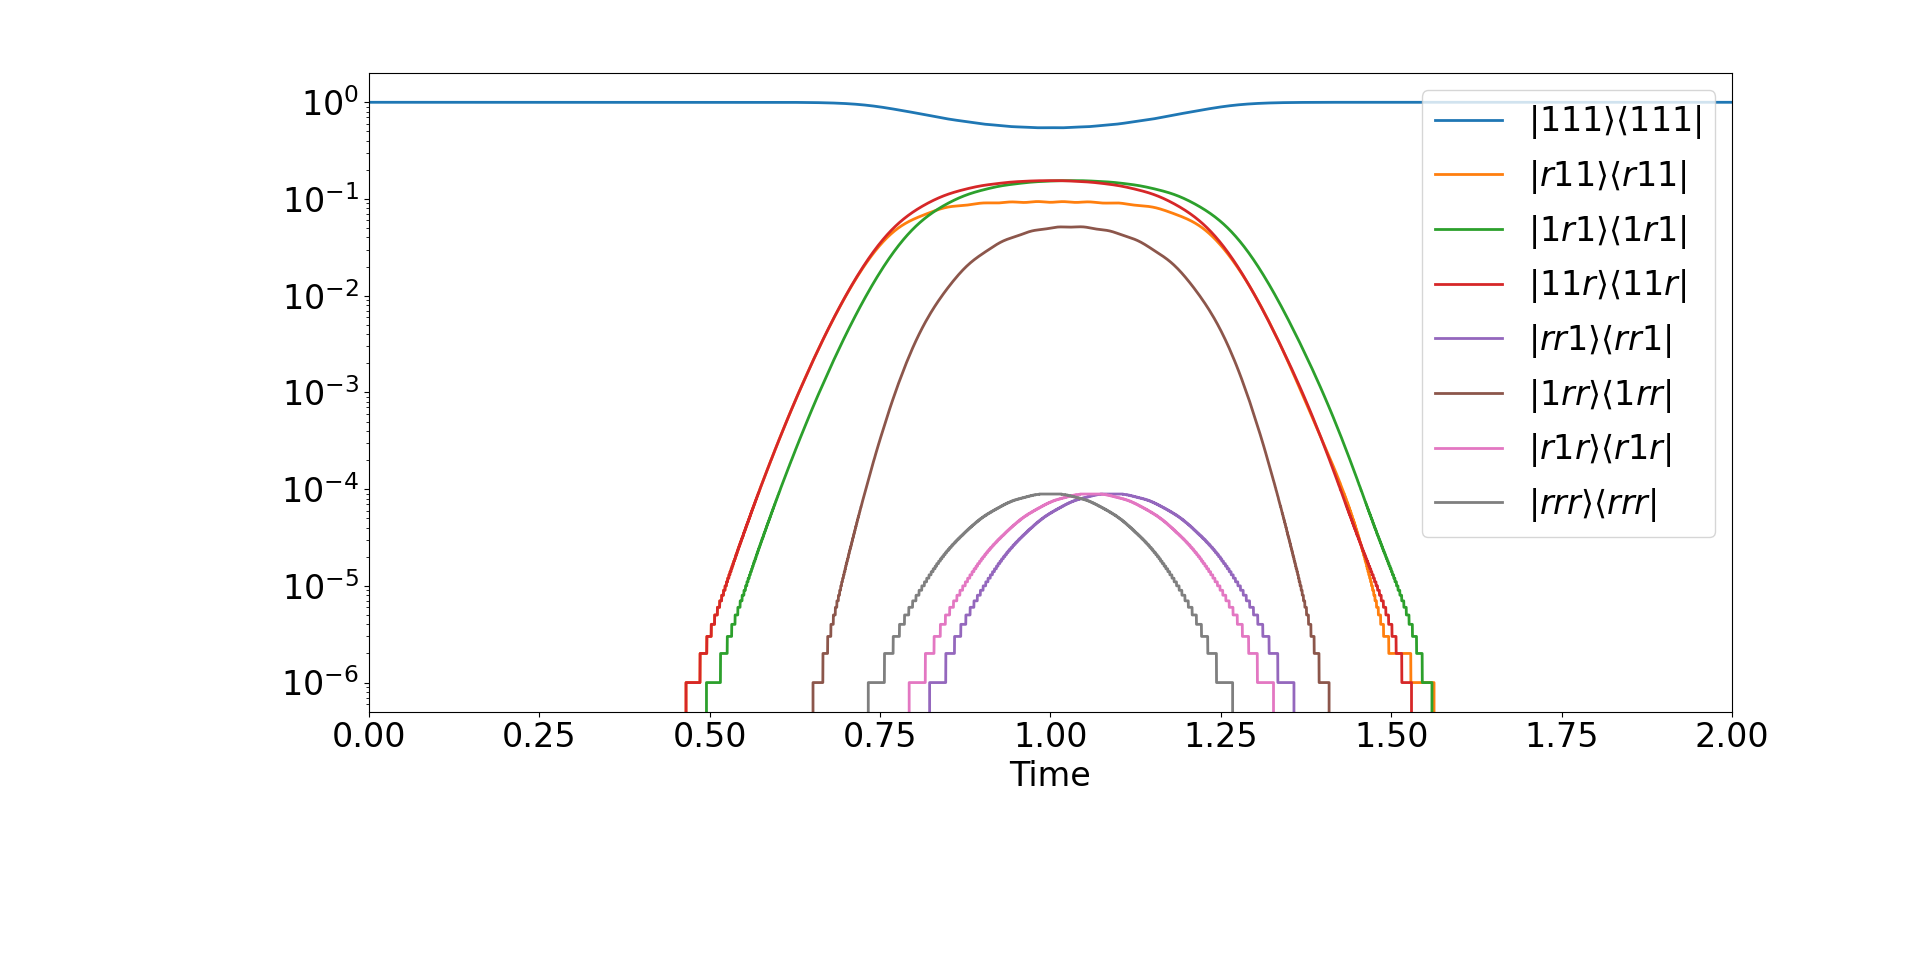 10⁰
10⁻¹
10⁻²
10⁻³
10⁻⁴
10⁻⁵
10⁻⁶
0.00 0.25 0.50 0.75 1.00 1.25 1.50 1.75 2.00
Time
|111⟩⟨111|
|r11⟩⟨r11|
|1r1⟩⟨1r1|
|11r⟩⟨11r|
|rr1⟩⟨rr1|
|1rr⟩⟨1rr|
|r1r⟩⟨r1r|
|rrr⟩⟨rrr|